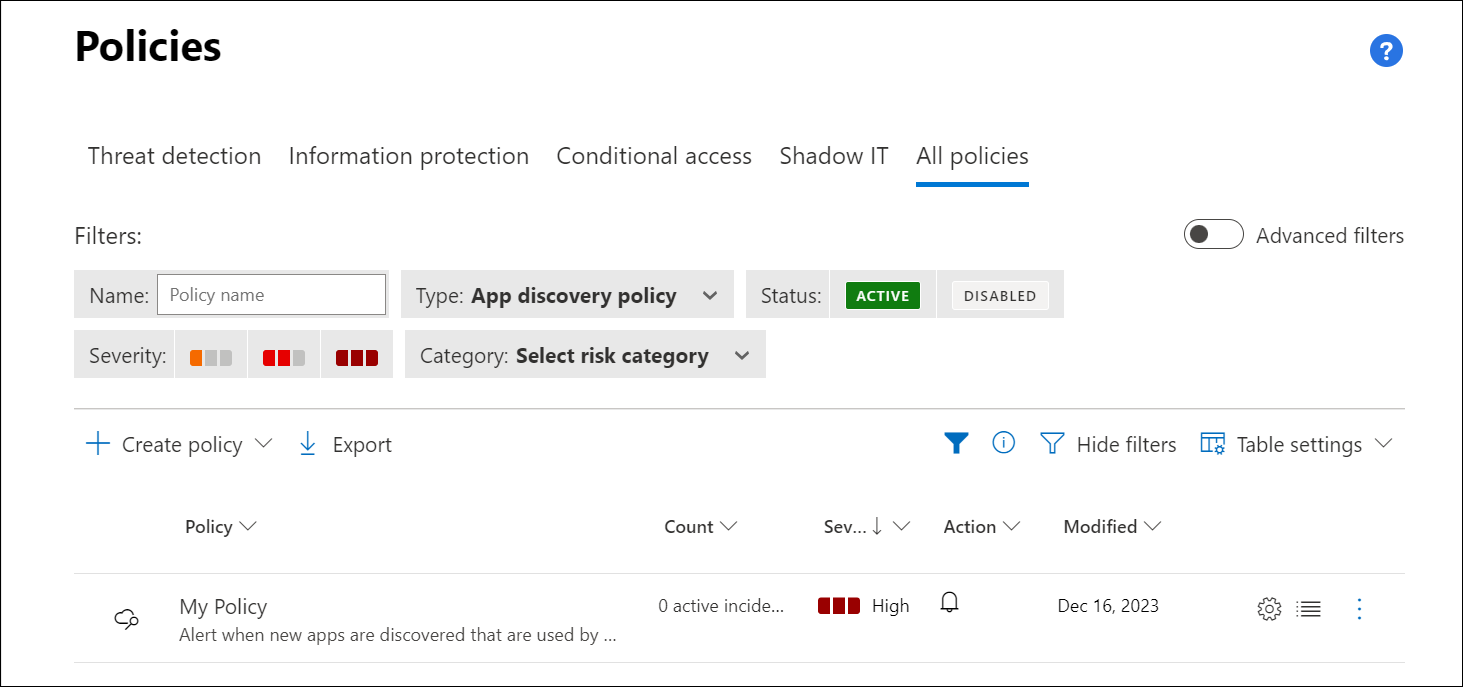 Policies
?
Threat detection Information protection Conditional access Shadow IT All policies
Filters: Advanced filters
Name: Policy name Type: App discovery policy Status: ACTIVE DISABLED
Severity: Category: Select risk category
Create policy Export Hide filters Table settings
Policy Count Sev... Action Modified
My Policy 0 active incide... High Dec 16, 2023
Alert when new apps are discovered that are used by ...